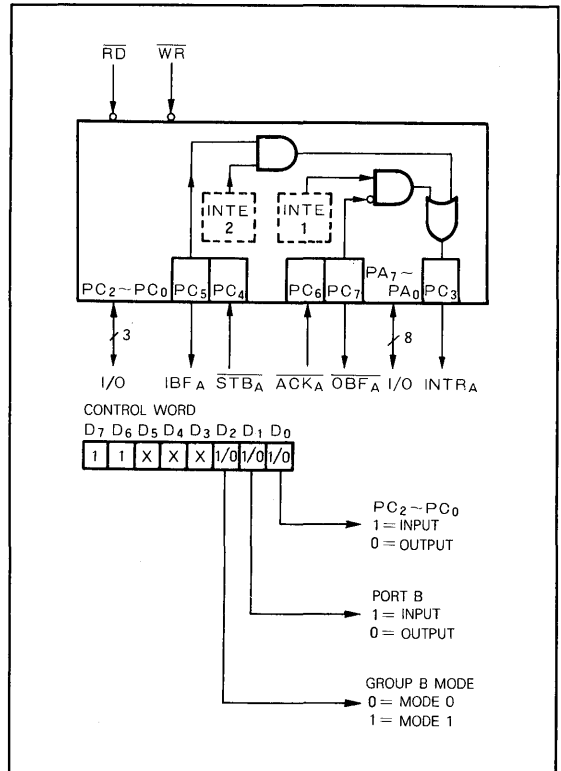 RD WR
INTE 2
INTE 1
PC2~PC0 PC5 PC4 PC6 PC7 PA7~PA0 PC3
3 8
I/O IBFA STBA ACKA OBFA I/O INTRA
CONTROL WORD
D7 D6 D5 D4 D3 D2 D1 D0
1 1 X X X 1/0 1/0 1/0
PC2~PC0
1=INPUT
0=OUTPUT
PORT B
1=INPUT
0=OUTPUT
GROUP B MODE
0=MODE 0
1=MODE 1